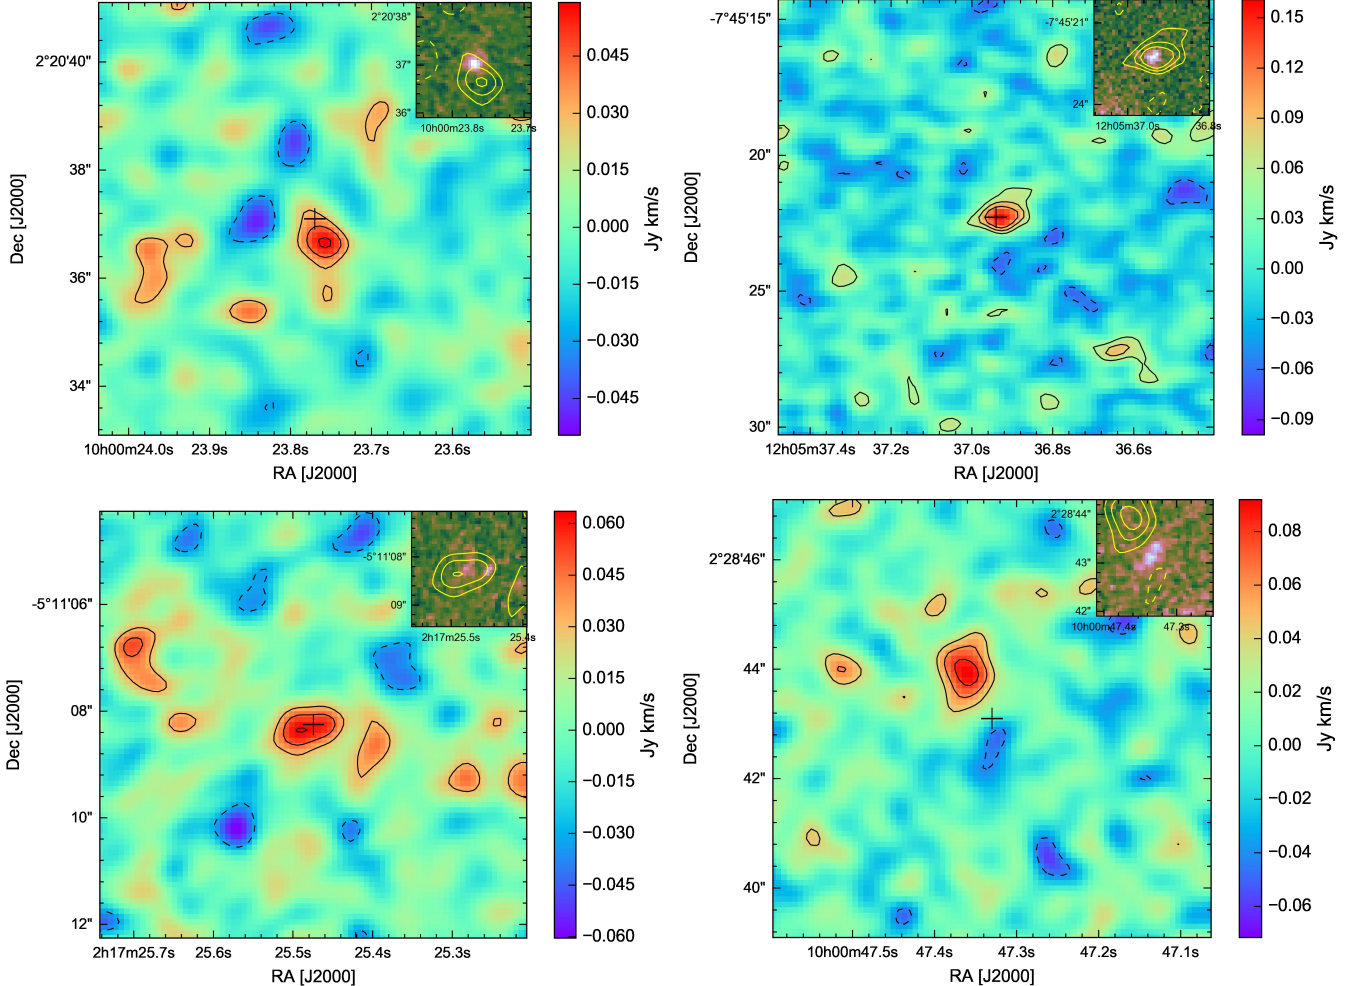 2°20'38"
37"
36"
10h00m23.8s
23.7s
2°20'40"
38"
36"
34"
10h00m24.0s
23.9s
23.8s
23.7s
23.6s
RA [J2000]
Dec [J2000]
0.045
0.030
0.015
0.000
−0.015
−0.030
−0.045
Jy km/s
-7°45'21"
24"
12h05m37.0s
36.8s
-7°45'15"
20"
25"
30"
12h05m37.4s
37.2s
37.0s
36.8s
36.6s
RA [J2000]
Dec [J2000]
0.15
0.12
0.09
0.06
0.03
0.00
−0.03
−0.06
−0.09
Jy km/s
-5°11'08"
09"
2h17m25.5s
25.4s
-5°11'06"
08"
10"
12"
2h17m25.7s
25.6s
25.5s
25.4s
25.3s
RA [J2000]
Dec [J2000]
0.060
0.045
0.030
0.015
0.000
−0.015
−0.030
−0.045
−0.060
Jy km/s
2°28'44"
43"
42"
10h00m47.4s
47.3s
2°28'46"
44"
42"
40"
10h00m47.5s
47.4s
47.3s
47.2s
47.1s
RA [J2000]
Dec [J2000]
0.08
0.06
0.04
0.02
0.00
−0.02
−0.04
−0.06
Jy km/s